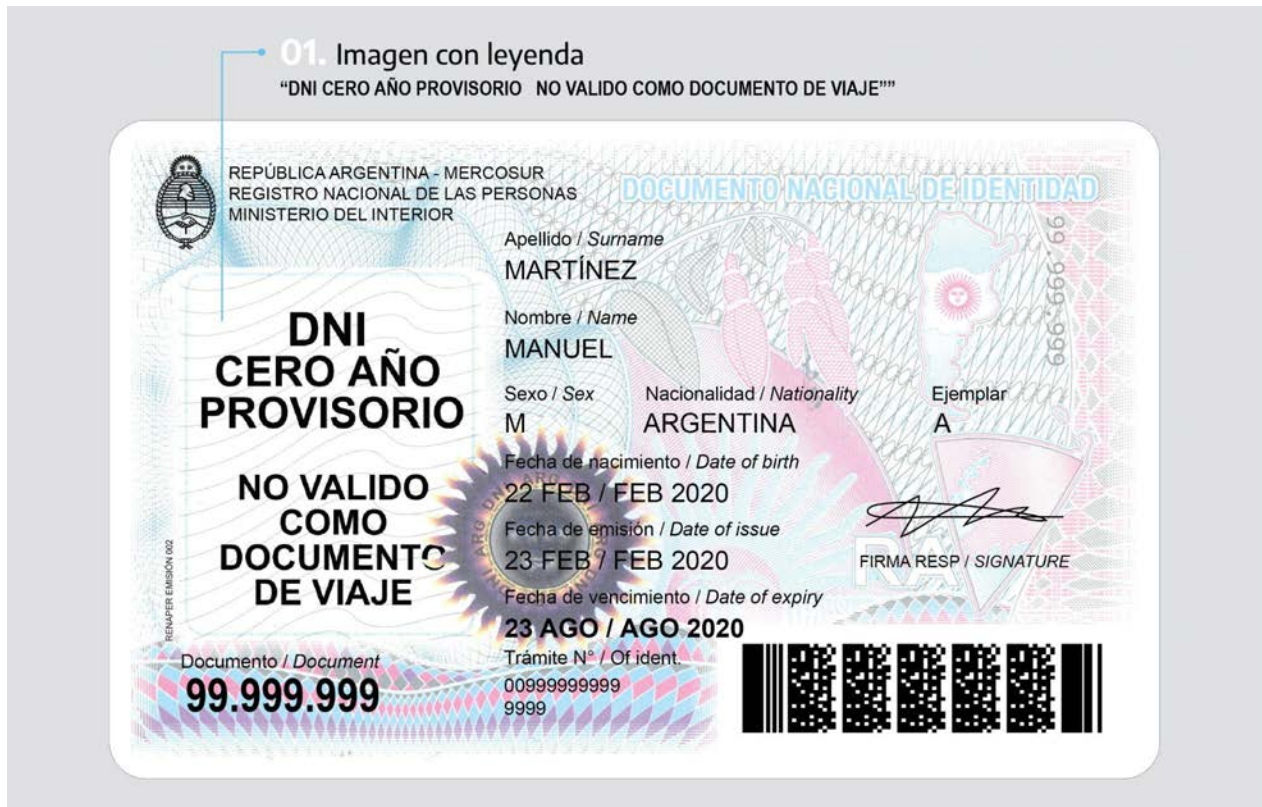 01. Imagen con leyenda
“DNI CERO AÑO PROVISORIO NO VALIDO COMO DOCUMENTO DE VIAJE””
REPÚBLICA ARGENTINA - MERCOSUR
REGISTRO NACIONAL DE LAS PERSONAS
MINISTERIO DEL INTERIOR
DOCUMENTO NACIONAL DE IDENTIDAD
Apellido / Surname
MARTÍNEZ
Nombre / Name
MANUEL
Sexo / Sex Nacionalidad / Nationality Ejemplar
M ARGENTINA A
Fecha de nacimiento / Date of birth
22 FEB / FEB 2020
Fecha de emisión / Date of issue
23 FEB / FEB 2020
Fecha de vencimiento / Date of expiry
23 AGO / AGO 2020
Trámite N° / Of ident.
00999999999
9999
DNI
CERO AÑO
PROVISORIO
NO VALIDO
COMO
DOCUMENTO
DE VIAJE
RENAPER EMISIÓN 002
Documento / Document
99.999.999
99.999.999
RA
FIRMA RESP / SIGNATURE